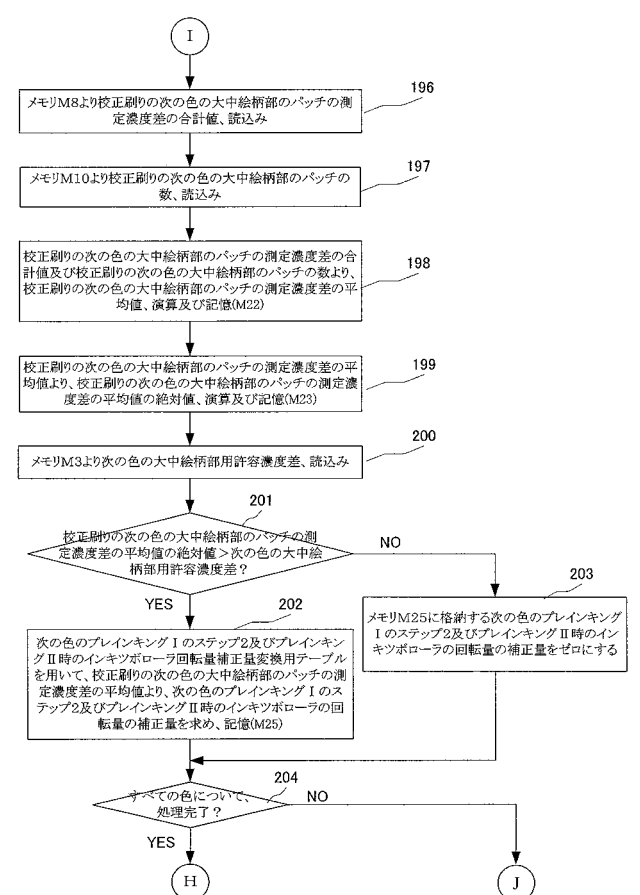 I
メモリM8より校正刷りの次の色の大中絵柄部のパッチの測
定濃度差の合計値、読込み
196
メモリM10より校正刷りの次の色の大中絵柄部のパッチの
数、読込み
197
校正刷りの次の色の大中絵柄部のパッチの測定濃度差の合
計値及び校正刷りの次の色の大中絵柄部のパッチの数より、
校正刷りの次の色の大中絵柄部のパッチの測定濃度差の平
均値、演算及び記憶(M22)
198
校正刷りの次の色の大中絵柄部のパッチの測定濃度差の平
均値より、校正刷りの次の色の大中絵柄部のパッチの測定濃
度差の平均値の絶対値、演算及び記憶(M23)
199
メモリM3より次の色の大中絵柄部用許容濃度差、読込み
200
201
校正刷りの次の色の大中絵柄部のパッチの測
定濃度差の平均値の絶対値>次の色の大中絵
柄部用許容濃度差?
NO
YES
202
次の色のプレインキングⅠのステップ2及びプレインキン
グⅡ時のインキツボローラ回転量補正量変換用テーブル
を用いて、校正刷りの次の色の大中絵柄部のパッチの測
定濃度差の平均値より、次の色のプレインキングⅠのス
テップ2及びプレインキングⅡ時のインキツボローラの回
転量の補正量を求め、記憶(M25)
203
メモリM25に格納する次の色のプレインキング
Ⅰのステップ2及びプレインキングⅡ時のイン
キツボローラの回転量の補正量をゼロにする
204
すべての色について、
処理完了?
NO
YES
H
J